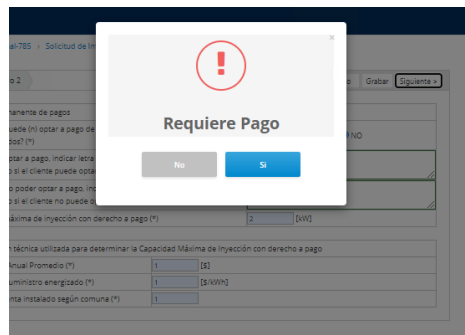 al-785 > Solicitud de In
×
o 2
o Grabar Siguiente »
!
manente de pagos
uede (n) optar a pago de
NO
dos? (*)
Requiere Pago
optar a pago, indicar letra
o si el cliente puede optar
No Si
o poder optar a pago, ind
o si el cliente no puede o
áxima de inyección con derecho a pago (*) 2 [kW]
n técnica utilizada para determinar la Capacidad Máxima de Inyección con derecho a pago
Anual Promedio (*) 1 [$]
uministro energizado (*) 1 [$/kWh]
nta instalado según comuna (*) 1